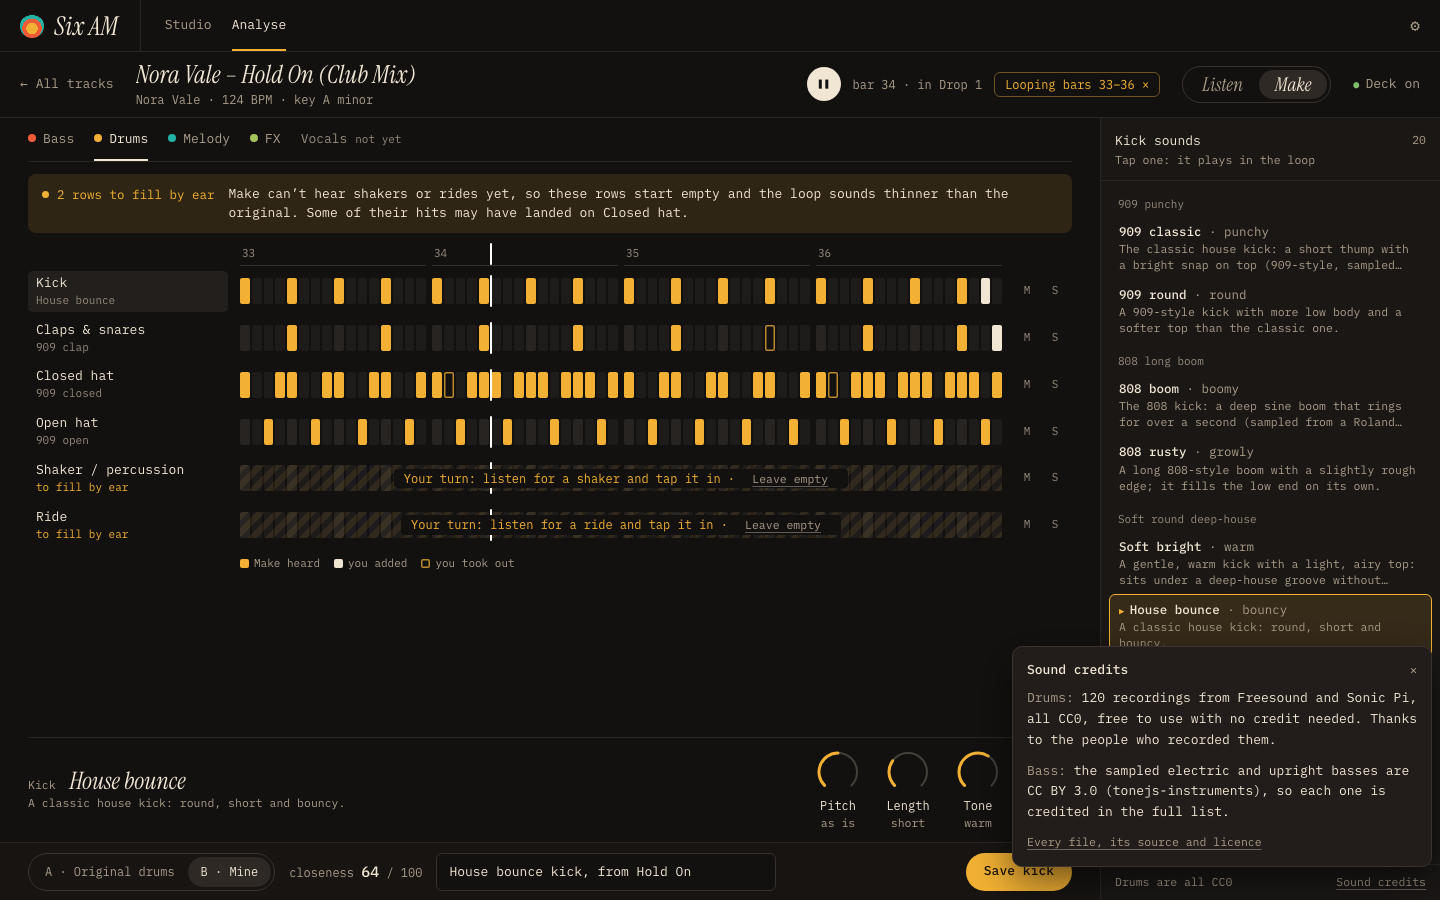 Six AM
Studio
Analyse
← All tracks
Nora Vale – Hold On (Club Mix)
Nora Vale · 124 BPM · key A minor
bar 34 · in Drop 1
Looping bars 33–36 ×
Listen
Make
Deck on
Bass
Drums
Melody
FX
Vocals not yet
2 rows to fill by ear
Make can’t hear shakers or rides yet, so these rows start empty and the loop sounds thinner than the
original. Some of their hits may have landed on Closed hat.
33
34
35
36
Kick
House bounce
M S
Claps & snares
909 clap
M S
Closed hat
909 closed
M S
Open hat
909 open
M S
Shaker / percussion
to fill by ear
Your turn: listen for a shaker and tap it in · Leave empty
M S
Ride
to fill by ear
Your turn: listen for a ride and tap it in · Leave empty
M S
Make heard
you added
you took out
Kick House bounce
A classic house kick: round, short and bouncy.
Pitch
as is
Length
short
Tone
warm
A · Original drums
B · Mine
closeness 64 / 100
House bounce kick, from Hold On
Save kick
Kick sounds
20
Tap one: it plays in the loop
909 punchy
909 classic · punchy
The classic house kick: a short thump with
a bright snap on top (909-style, sampled…
909 round · round
A 909-style kick with more low body and a
softer top than the classic one.
808 long boom
808 boom · boomy
The 808 kick: a deep sine boom that rings
for over a second (sampled from a Roland…
808 rusty · growly
A long 808-style boom with a slightly rough
edge; it fills the low end on its own.
Soft round deep-house
Soft bright · warm
A gentle, warm kick with a light, airy top:
sits under a deep-house groove without…
▶ House bounce · bouncy
A classic house kick: round, short and
bouncy.
Sound credits
×
Drums: 120 recordings from Freesound and Sonic Pi,
all CC0, free to use with no credit needed. Thanks
to the people who recorded them.
Bass: the sampled electric and upright basses are
CC BY 3.0 (tonejs-instruments), so each one is
credited in the full list.
Every file, its source and licence
Drums are all CC0
Sound credits